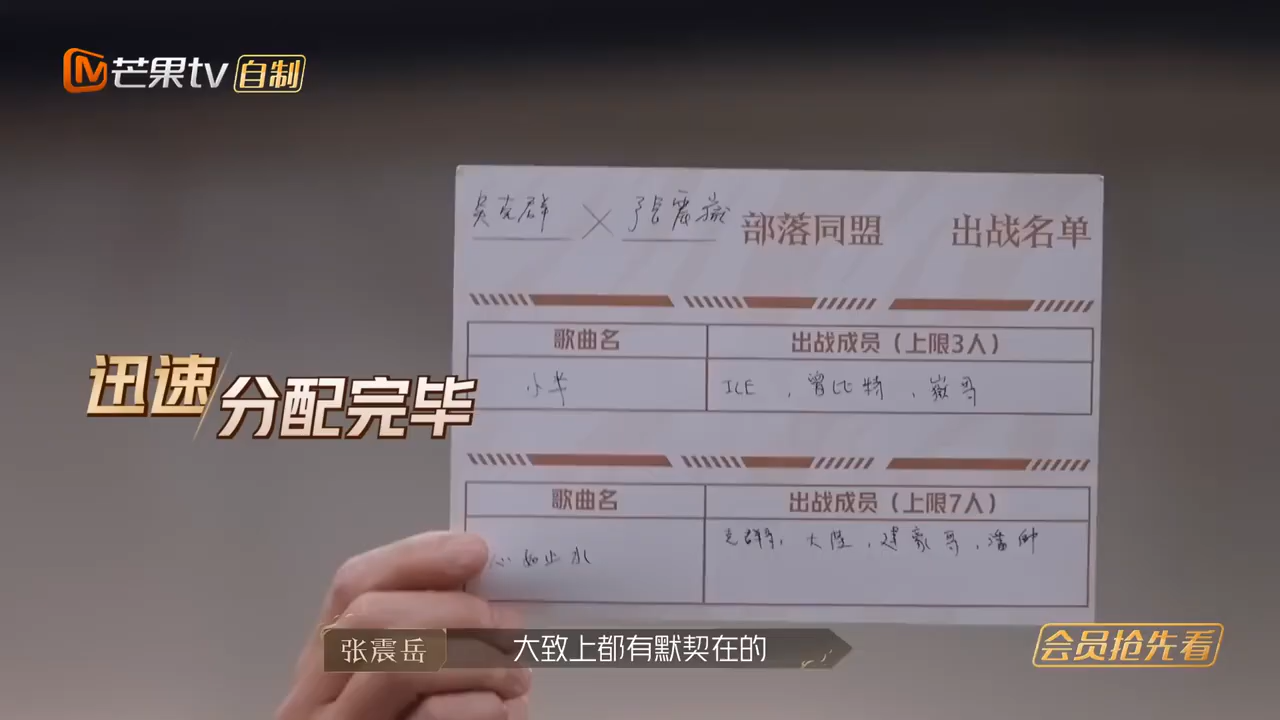 芒果tv 自制
吴克群 × 张震嶽 部落同盟 出战名单
歌曲名 出战成员（上限3人）
小半 ICE , 曾比特 , 嶽哥
迅速分配完毕
歌曲名 出战成员（上限7人）
心如止水 克群哥, 大陆 , 建豪哥 , 潘帅
张震岳 大致上都有默契在的
会员抢先看